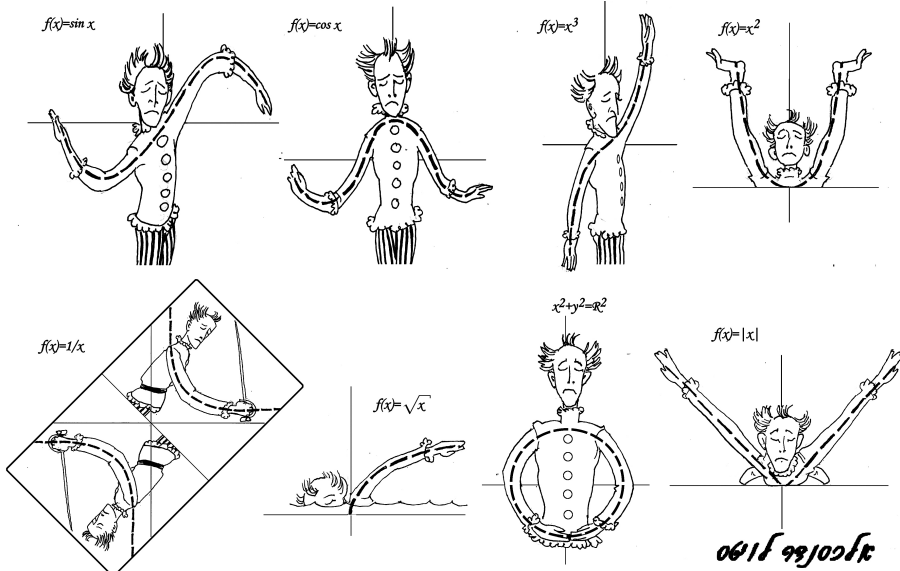 f(x)=sin x
f(x)=cos x
f(x)=x³
f(x)=x²
f(x)=1/x
f(x)=√x
x²+y²=R²
f(x)=|x|